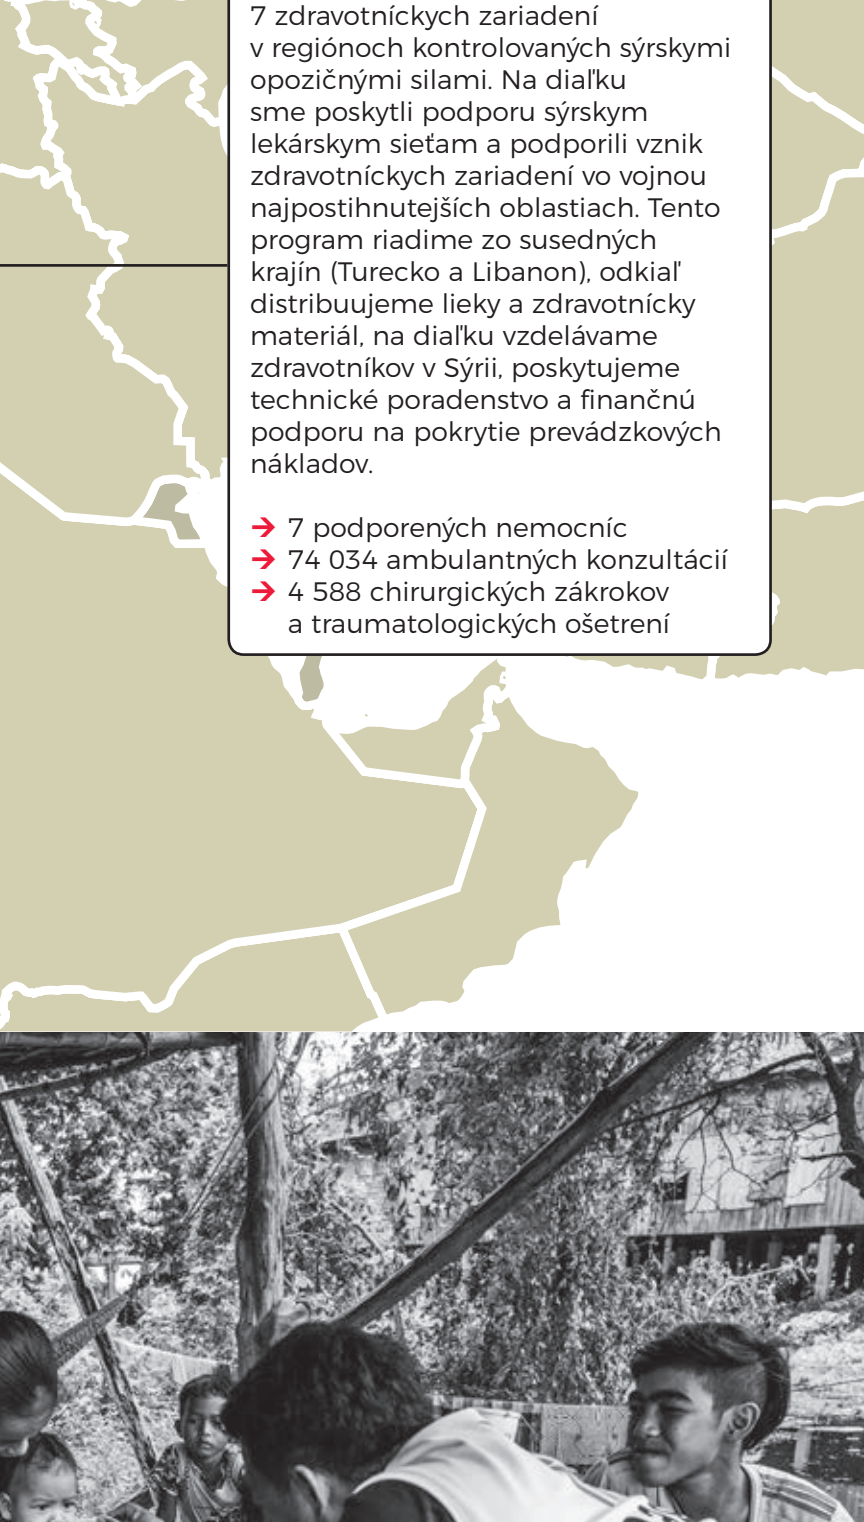 7 zdravotníckych zariadení
v regiónoch kontrolovaných sýrskymi
opozičnými silami. Na diaľku
sme poskytli podporu sýrskym
lekárskym sieťam a podporili vznik
zdravotníckych zariadení vo vojnou
najpostihnutejších oblastiach. Tento
program riadime zo susedných
krajín (Turecko a Libanon), odkiaľ
distribuujeme lieky a zdravotnícky
materiál, na diaľku vzdelávame
zdravotníkov v Sýrii, poskytujeme
technické poradenstvo a finančnú
podporu na pokrytie prevádzkových
nákladov.
→ 7 podporených nemocníc
→ 74 034 ambulantných konzultácií
→ 4 588 chirurgických zákrokov
a traumatologických ošetrení